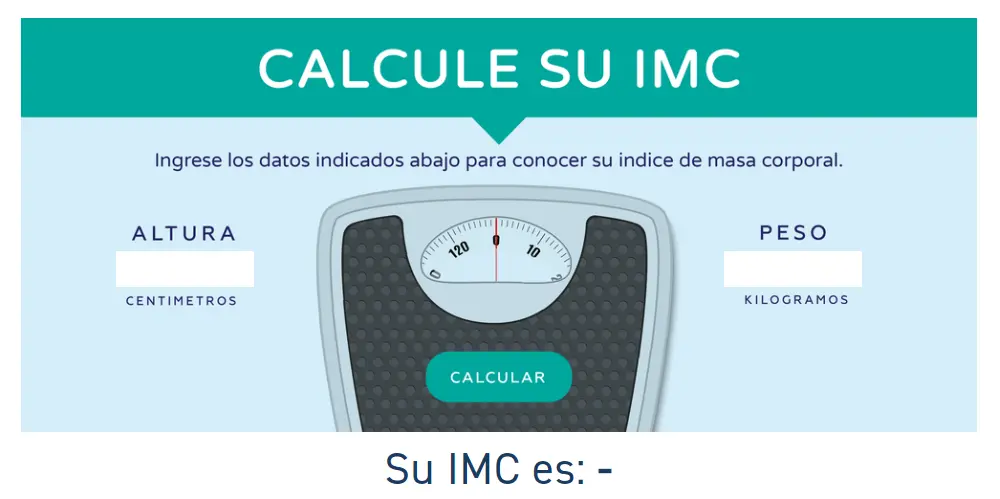 CALCULE SU IMC
Ingrese los datos indicados abajo para conocer su indice de masa corporal.
ALTURA
CENTIMETROS
120
0
10
PESO
KILOGRAMOS
CALCULAR
Su IMC es: -